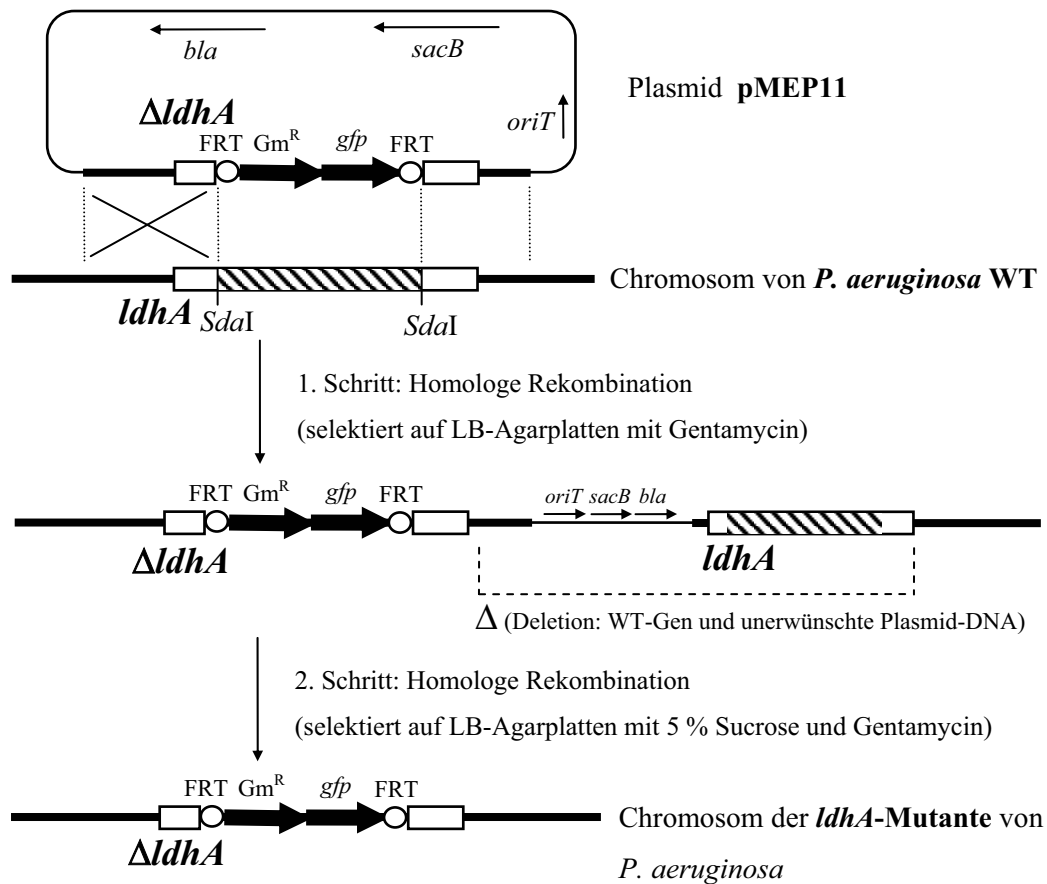 bla
sacB
Plasmid pMEP11
ΔldhA
oriT
FRT Gm^R gfp FRT
Chromosom von P. aeruginosa WT
ldhA
SdaI SdaI
1. Schritt: Homologe Rekombination
(selektiert auf LB-Agarplatten mit Gentamycin)
FRT Gm^R gfp FRT
oriT sacB bla
ΔldhA
ldhA
Δ (Deletion: WT-Gen und unerwünschte Plasmid-DNA)
2. Schritt: Homologe Rekombination
(selektiert auf LB-Agarplatten mit 5 % Sucrose und Gentamycin)
FRT Gm^R gfp FRT
Chromosom der ldhA-Mutante von
P. aeruginosa
ΔldhA